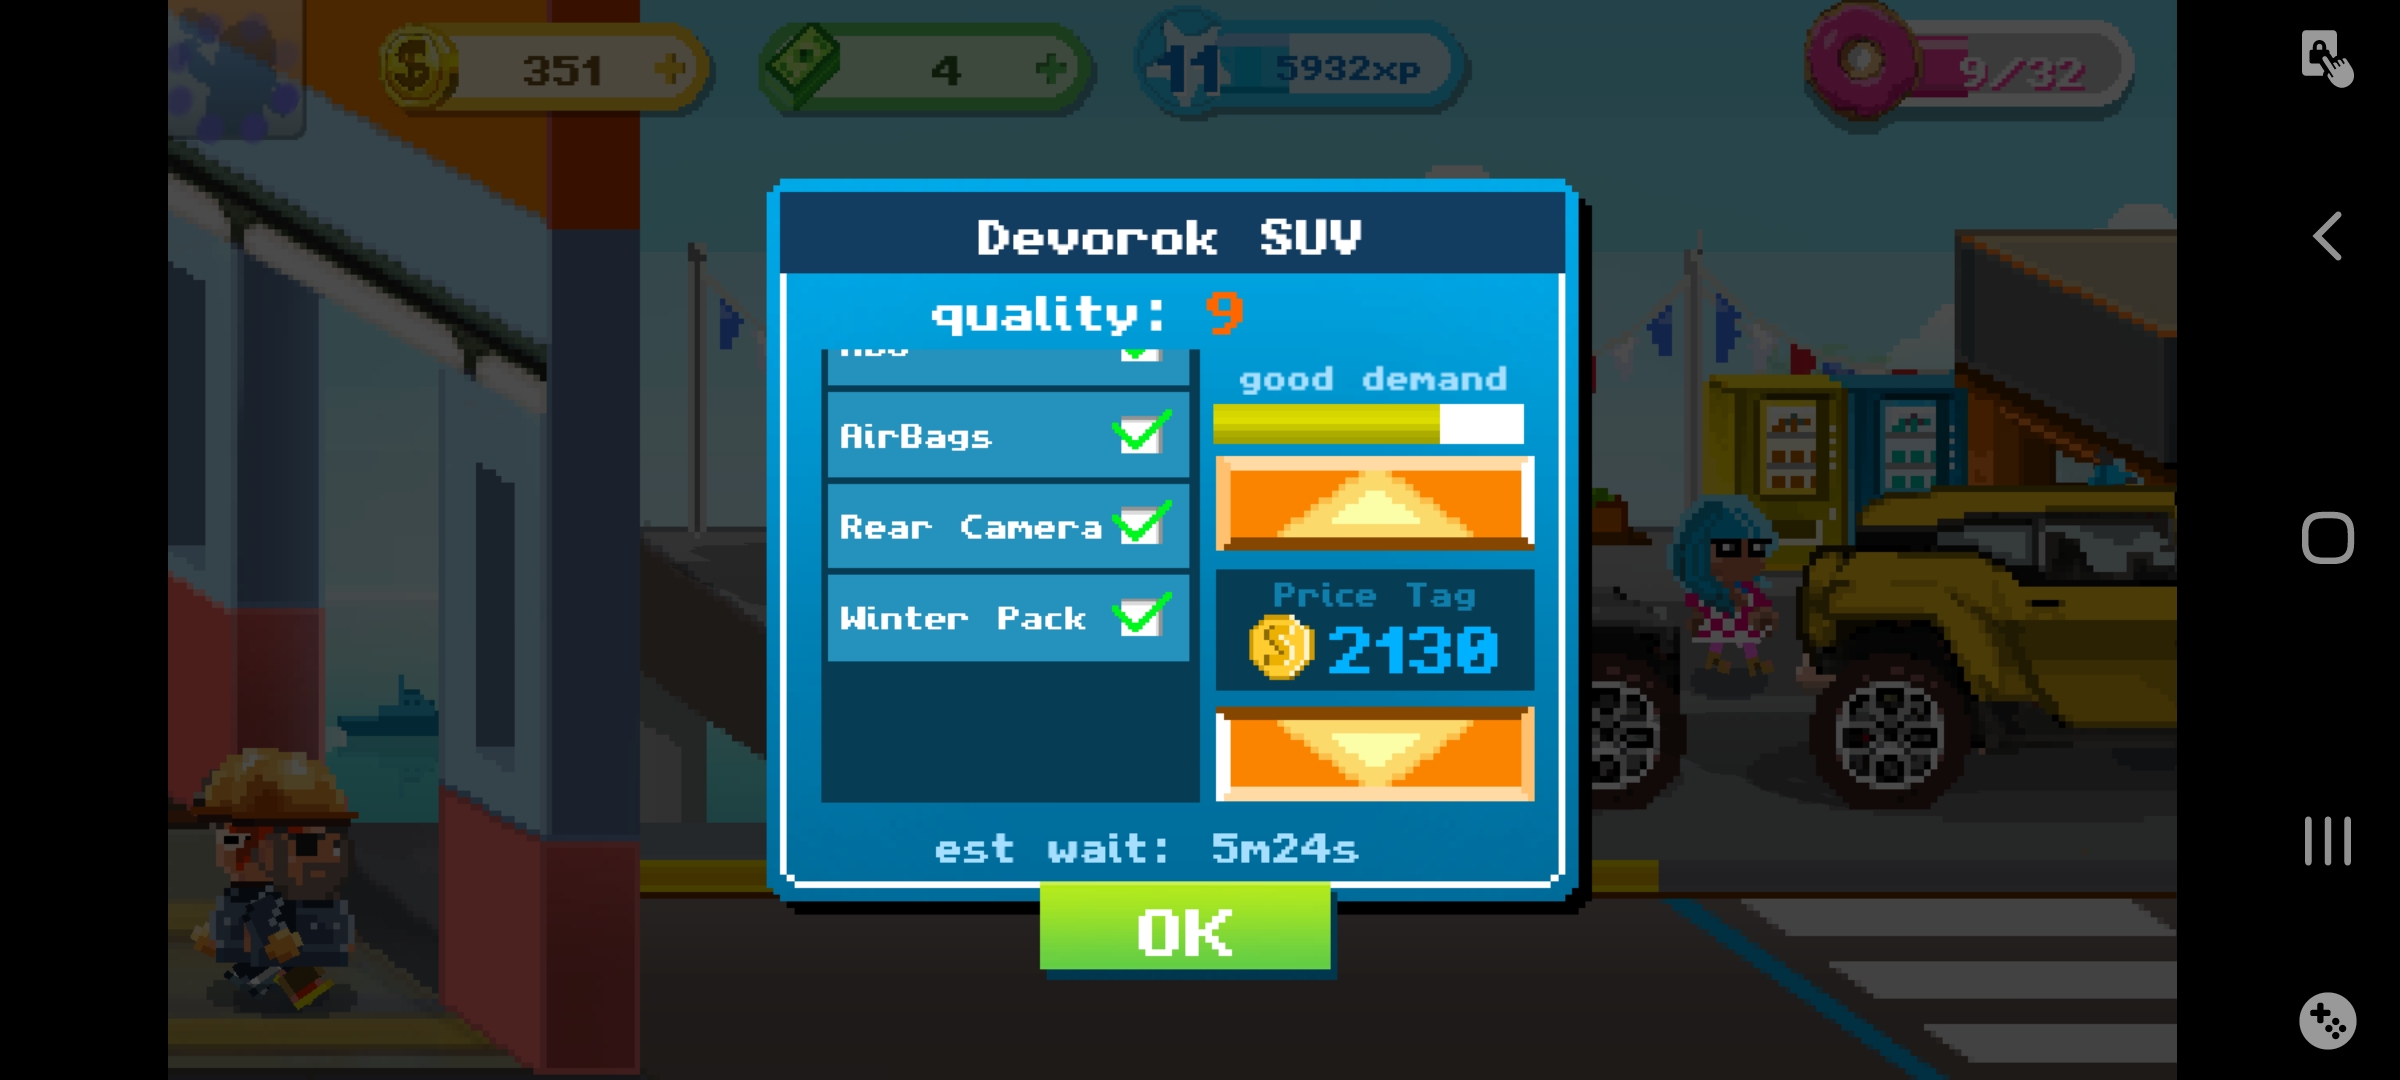 351
4
11
5932xp
9/32
Devorok SUV
quality: 9
AirBags
Rear Camera
Winter Pack
good demand
Price Tag
2130
est wait: 5m24s
OK